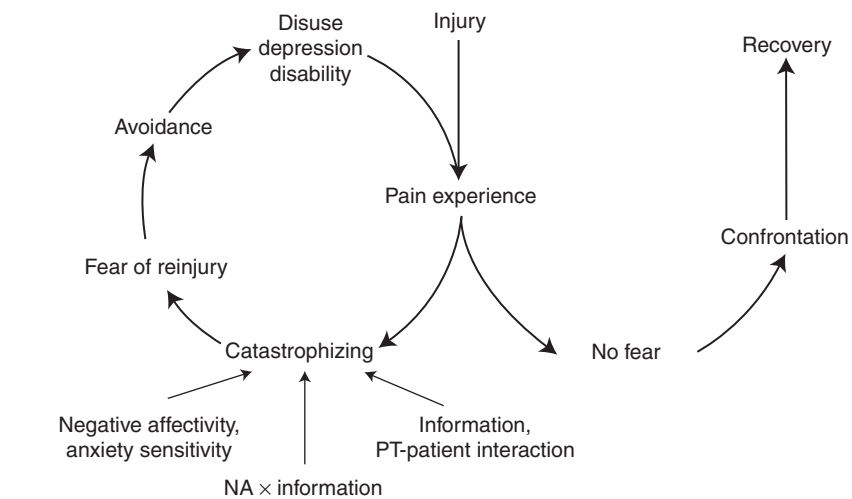 Disuse
depression
disability
Injury
Recovery
Avoidance
Pain experience
Confrontation
Fear of reinjury
Catastrophizing
No fear
Negative affectivity,
anxiety sensitivity
Information,
PT-patient interaction
NA × information